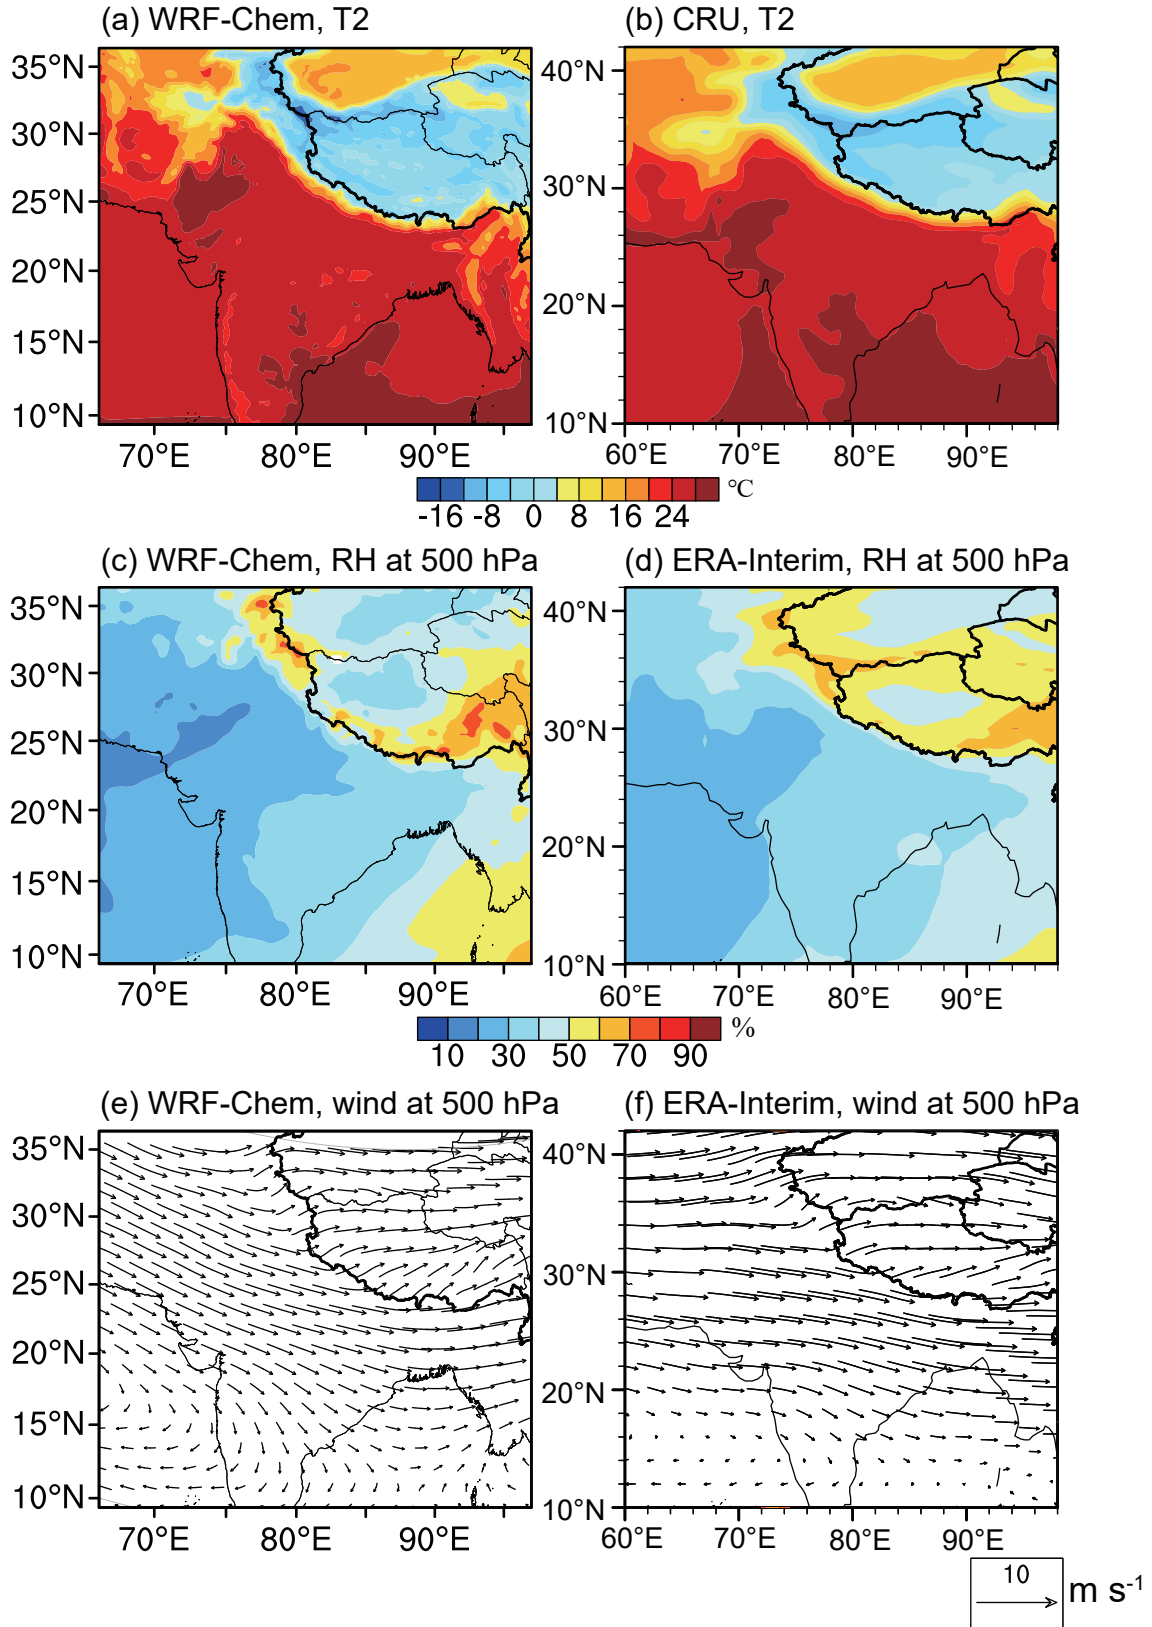 (a) WRF-Chem, T2
(b) CRU, T2
35°N
30°N
25°N
20°N
15°N
10°N
70°E 80°E 90°E
40°N
30°N
20°N
10°N
60°E 70°E 80°E 90°E
-16 -8 0 8 16 24 °C
(c) WRF-Chem, RH at 500 hPa
(d) ERA-Interim, RH at 500 hPa
35°N
30°N
25°N
20°N
15°N
10°N
70°E 80°E 90°E
40°N
30°N
20°N
10°N
60°E 70°E 80°E 90°E
10 30 50 70 90 %
(e) WRF-Chem, wind at 500 hPa
(f) ERA-Interim, wind at 500 hPa
35°N
30°N
25°N
20°N
15°N
10°N
70°E 80°E 90°E
40°N
30°N
20°N
10°N
60°E 70°E 80°E 90°E
10
m s-1